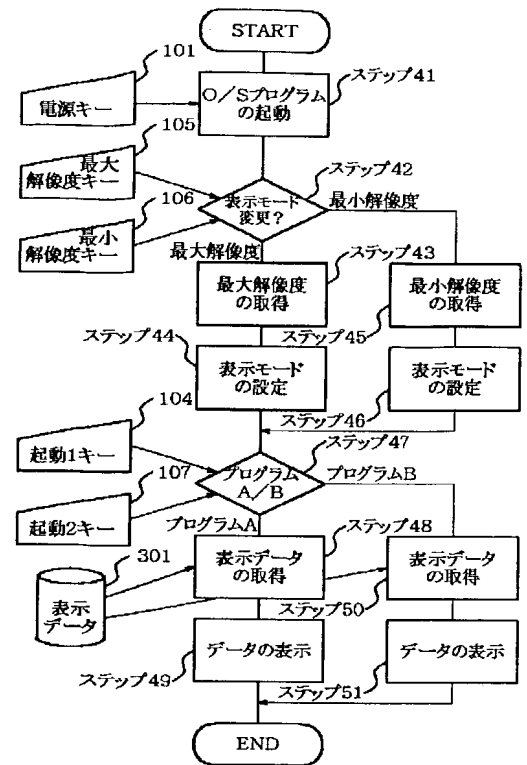 START
101
電源キー
O/Sプログラム
の起動
ステップ41
105
最大
解像度キー
ステップ42
表示モード
変更?
最小解像度
106
最小
解像度キー
最大解像度
ステップ43
最大解像度
の取得
最小解像度
の取得
ステップ44
ステップ45
表示モード
の設定
表示モード
の設定
104
ステップ46
起動1キー
ステップ47
プログラム
A/B
プログラムB
107
起動2キー
プログラムA
ステップ48
301
表示
データ
表示データ
の取得
表示データ
の取得
ステップ50
データの表示
データの表示
ステップ49
ステップ51
END